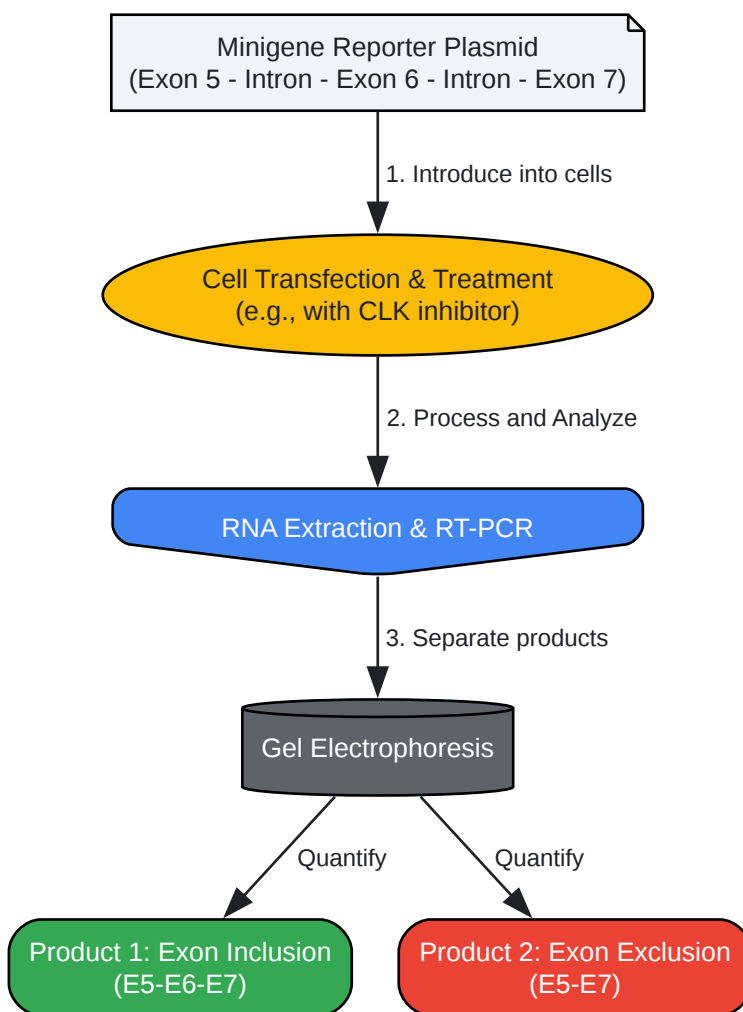 Minigene Reporter Plasmid
(Exon 5 - Intron - Exon 6 - Intron - Exon 7)
1. Introduce into cells
Cell Transfection & Treatment
(e.g., with CLK inhibitor)
2. Process and Analyze
RNA Extraction & RT-PCR
3. Separate products
Gel Electrophoresis
Quantify
Quantify
Product 1: Exon Inclusion
(E5-E6-E7)
Product 2: Exon Exclusion
(E5-E7)